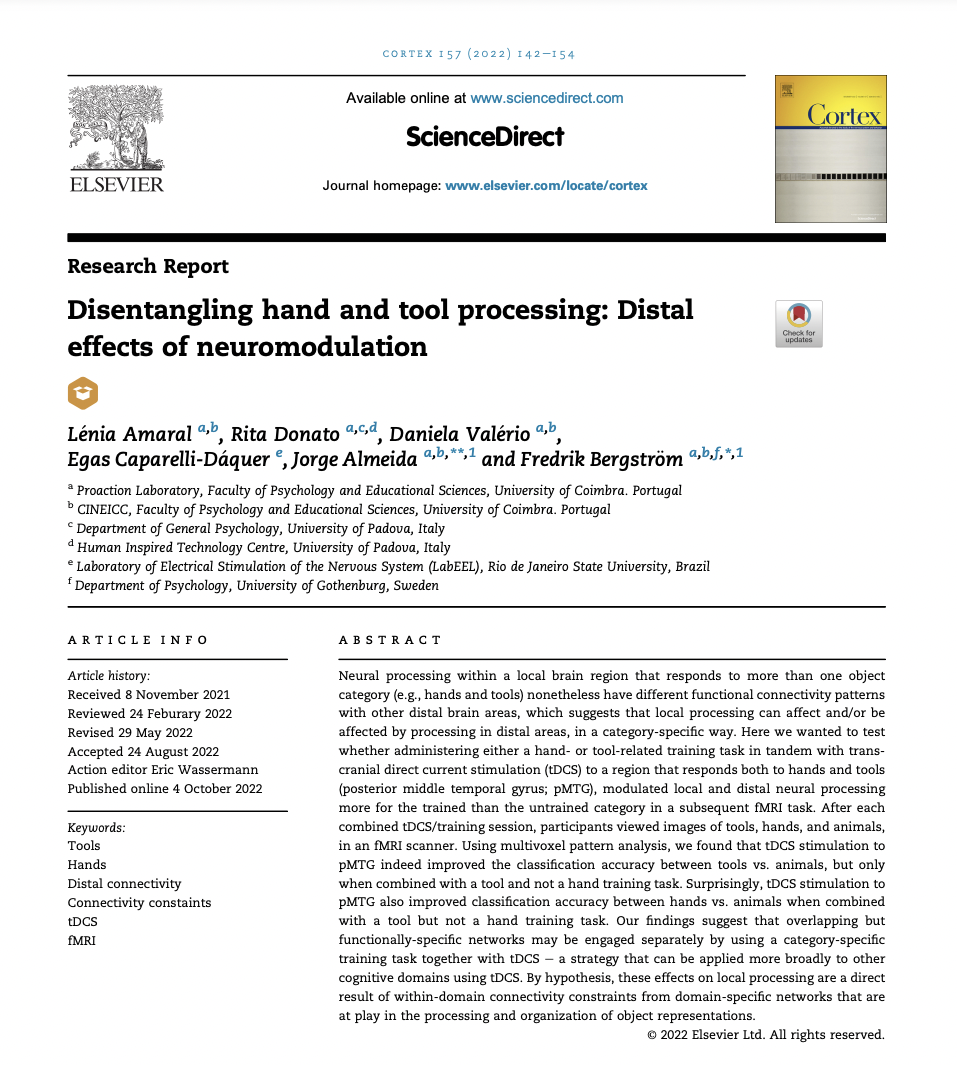 CORTEX 157 (2022) 142–154
Available online at www.sciencedirect.com
ScienceDirect
Journal homepage: www.elsevier.com/locate/cortex
ELSEVIER
Cortex
Research Report
Disentangling hand and tool processing: Distal
effects of neuromodulation
Check for
updates
Lénia Amaral a,b, Rita Donato a,c,d, Daniela Valério a,b,
Egas Caparelli-Dáquer e, Jorge Almeida a,b,**,1 and Fredrik Bergström a,b,f,*,1
a Proaction Laboratory, Faculty of Psychology and Educational Sciences, University of Coimbra. Portugal
b CINEICC, Faculty of Psychology and Educational Sciences, University of Coimbra. Portugal
c Department of General Psychology, University of Padova, Italy
d Human Inspired Technology Centre, University of Padova, Italy
e Laboratory of Electrical Stimulation of the Nervous System (LabEEL), Rio de Janeiro State University, Brazil
f Department of Psychology, University of Gothenburg, Sweden
ARTICLE INFO
Article history:
Received 8 November 2021
Reviewed 24 Feburary 2022
Revised 29 May 2022
Accepted 24 August 2022
Action editor Eric Wassermann
Published online 4 October 2022
Keywords:
Tools
Hands
Distal connectivity
Connectivity constaints
tDCS
fMRI
ABSTRACT
Neural processing within a local brain region that responds to more than one object
category (e.g., hands and tools) nonetheless have different functional connectivity patterns
with other distal brain areas, which suggests that local processing can affect and/or be
affected by processing in distal areas, in a category-specific way. Here we wanted to test
whether administering either a hand- or tool-related training task in tandem with trans-
cranial direct current stimulation (tDCS) to a region that responds both to hands and tools
(posterior middle temporal gyrus; pMTG), modulated local and distal neural processing
more for the trained than the untrained category in a subsequent fMRI task. After each
combined tDCS/training session, participants viewed images of tools, hands, and animals,
in an fMRI scanner. Using multivoxel pattern analysis, we found that tDCS stimulation to
pMTG indeed improved the classification accuracy between tools vs. animals, but only
when combined with a tool and not a hand training task. Surprisingly, tDCS stimulation to
pMTG also improved classification accuracy between hands vs. animals when combined
with a tool but not a hand training task. Our findings suggest that overlapping but
functionally-specific networks may be engaged separately by using a category-specific
training task together with tDCS – a strategy that can be applied more broadly to other
cognitive domains using tDCS. By hypothesis, these effects on local processing are a direct
result of within-domain connectivity constraints from domain-specific networks that are
at play in the processing and organization of object representations.
© 2022 Elsevier Ltd. All rights reserved.